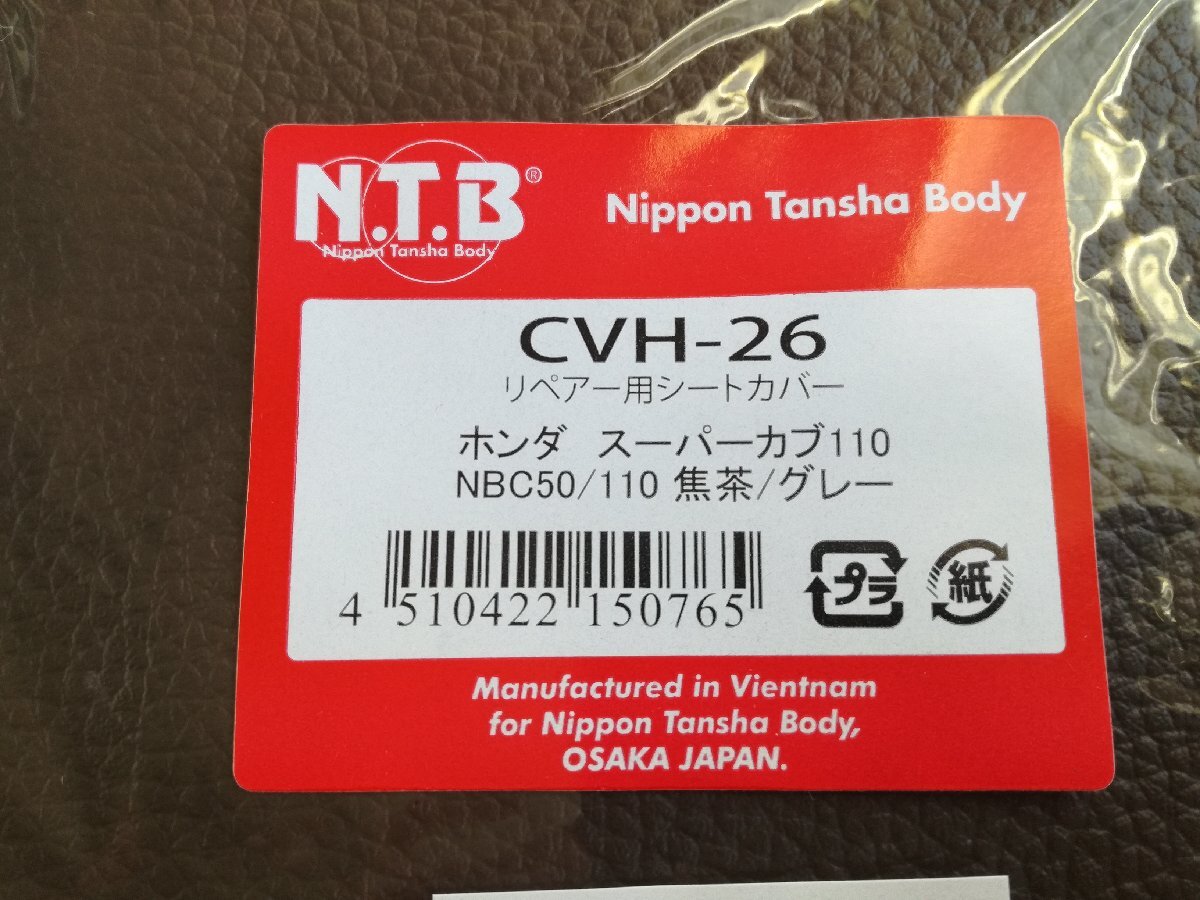 N.T.B®
Nippon Tansha Body
Nippon Tansha Body
CVH-26
リペアー用シートカバー
ホンダ スーパーカブ110
NBC50/110 焦茶/グレー
4 510422 150765
プラ
紙
Manufactured in Vientnam
for Nippon Tansha Body,
OSAKA JAPAN.